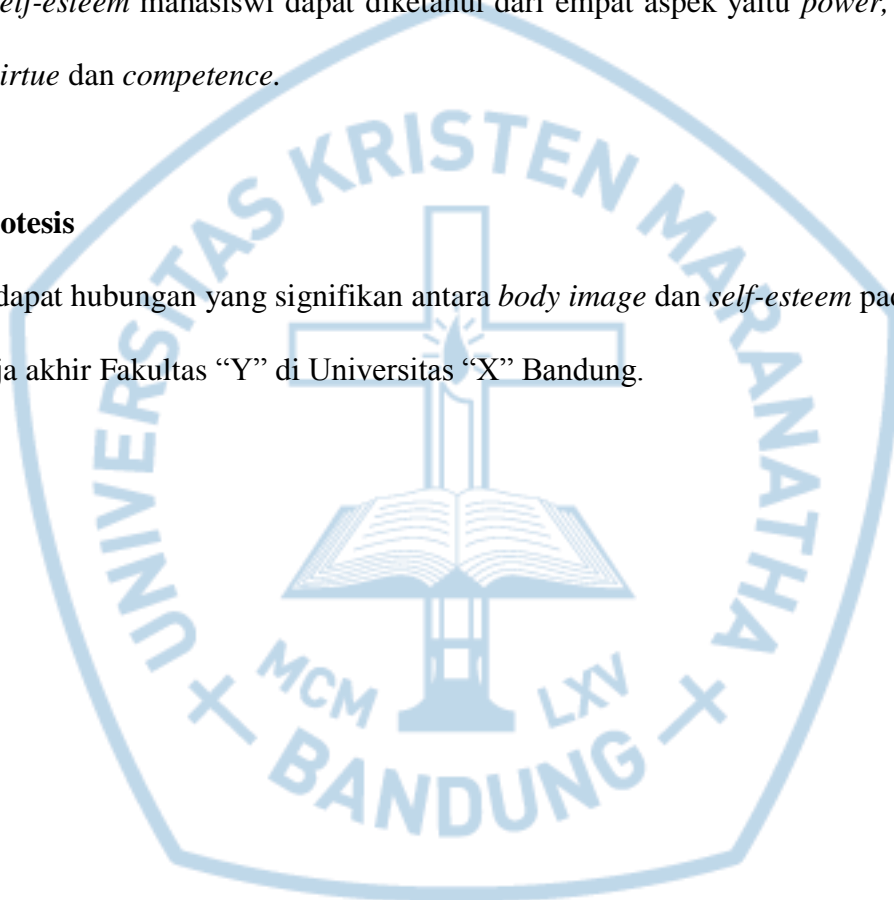 elf-esteem mahasiswi dapat diketahui dari empat aspek yaitu power,
irtue dan competence.
otesis
dapat hubungan yang signifikan antara body image dan self-esteem pad
ja akhir Fakultas “Y” di Universitas “X” Bandung.
UNIVERSITAS KRISTEN MARANATHA
MCM LXV
BANDUNG